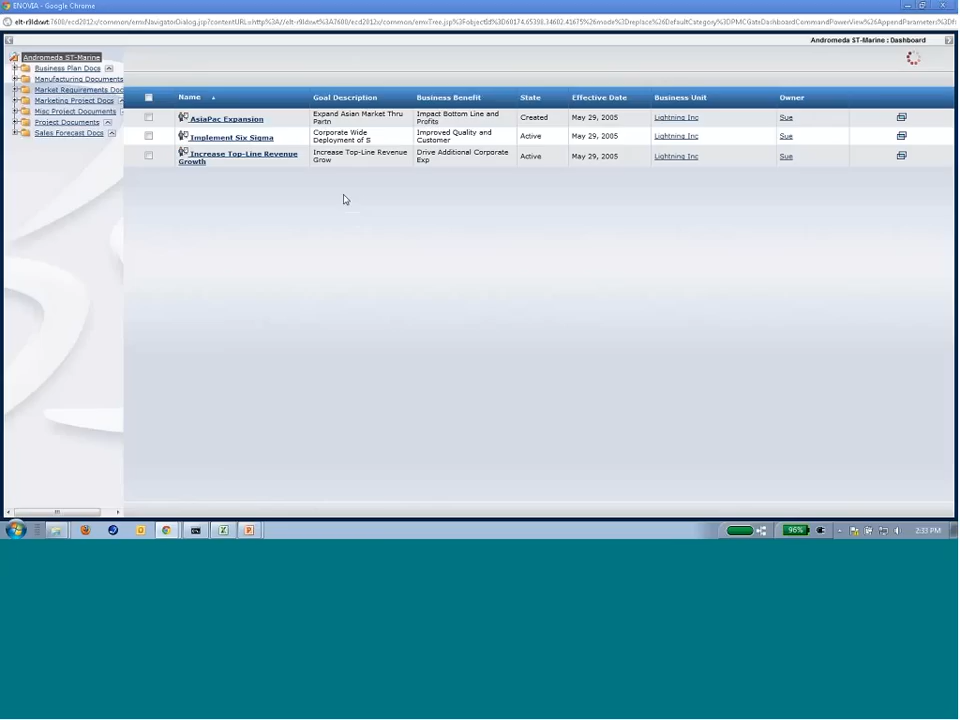 ENOVIA - Google Chrome
Andromeda ST-Marine : Dashboard
Andromeda ST-Marine
Business Plan Docs
Manufacturing Documents
Market Requirements Doc
Marketing Project Docs
Misc Project Documents
Project Documents
Sales Forecast Docs
Name Goal Description Business Benefit State Effective Date Business Unit Owner
AsiaPac Expansion Expand Asian Market Thru Partn Impact Bottom Line and Profits Created May 29, 2005 Lightning Inc Sue
Implement Six Sigma Corporate Wide Deployment of S Improved Quality and Customer Active May 29, 2005 Lightning Inc Sue
Increase Top-Line Revenue Growth Increase Top-Line Revenue Grow Drive Additional Corporate Exp Active May 29, 2005 Lightning Inc Sue
96%
2:33 PM